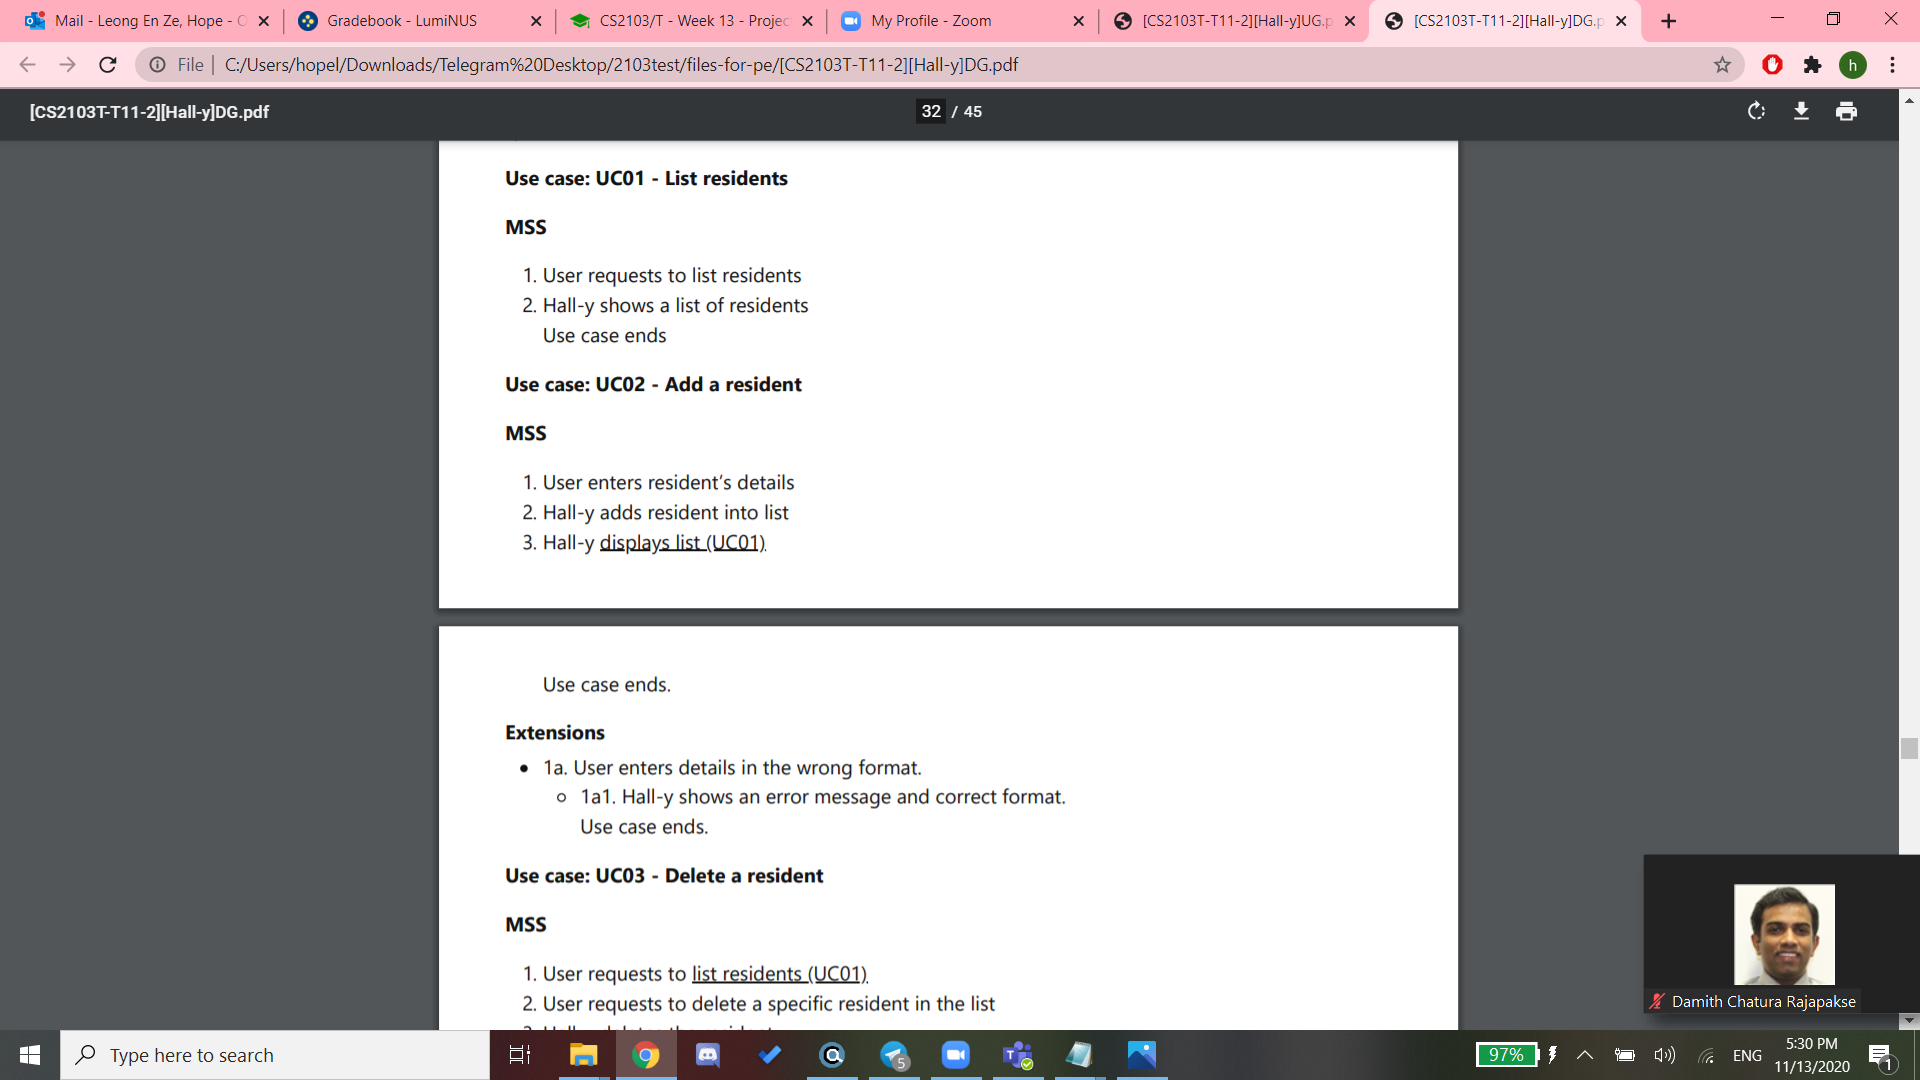 Mail - Leong En Ze, Hope - O
Gradebook - LumiNUS
CS2103/T - Week 13 - Projec
My Profile - Zoom
[CS2103T-T11-2][Hall-y]UG.p
[CS2103T-T11-2][Hall-y]DG.p
File | C:/Users/hopel/Downloads/Telegram%20Desktop/2103test/files-for-pe/[CS2103T-T11-2][Hall-y]DG.pdf
h
[CS2103T-T11-2][Hall-y]DG.pdf
32 / 45
Use case: UC01 - List residents
MSS
1. User requests to list residents
2. Hall-y shows a list of residents
Use case ends
Use case: UC02 - Add a resident
MSS
1. User enters resident’s details
2. Hall-y adds resident into list
3. Hall-y displays list (UC01)
Use case ends.
Extensions
• 1a. User enters details in the wrong format.
○ 1a1. Hall-y shows an error message and correct format.
Use case ends.
Use case: UC03 - Delete a resident
MSS
1. User requests to list residents (UC01)
2. User requests to delete a specific resident in the list
Damith Chatura Rajapakse
Type here to search
5
97%
ENG
5:30 PM
11/13/2020
1